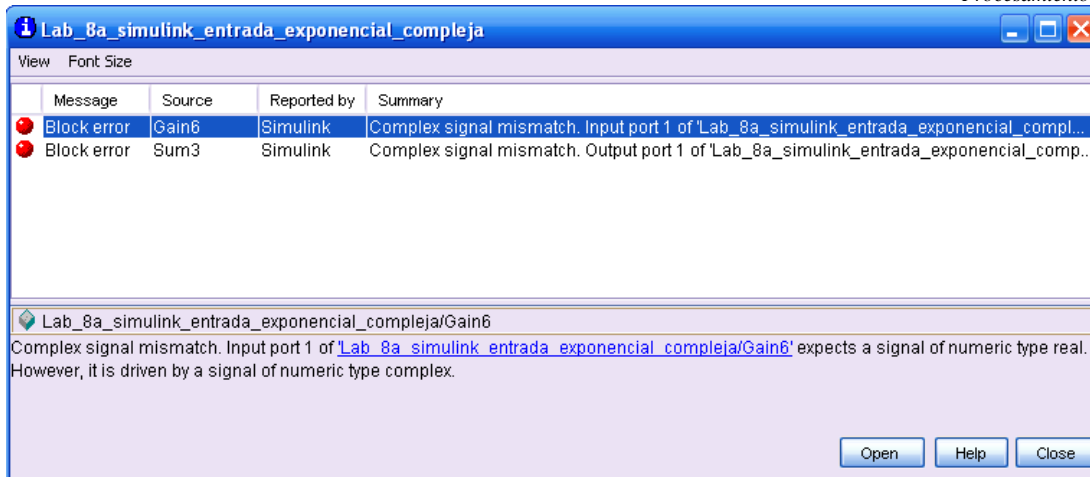 Lab_8a_simulink_entrada_exponencial_compleja
View Font Size
Message Source Reported by Summary
Block error Gain6 Simulink Complex signal mismatch. Input port 1 of 'Lab_8a_simulink_entrada_exponencial_compl...
Block error Sum3 Simulink Complex signal mismatch. Output port 1 of 'Lab_8a_simulink_entrada_exponencial_comp...
Lab_8a_simulink_entrada_exponencial_compleja/Gain6
Complex signal mismatch. Input port 1 of 'Lab_8a_simulink_entrada_exponencial_compleja/Gain6' expects a signal of numeric type real.
However, it is driven by a signal of numeric type complex.
Open Help Close